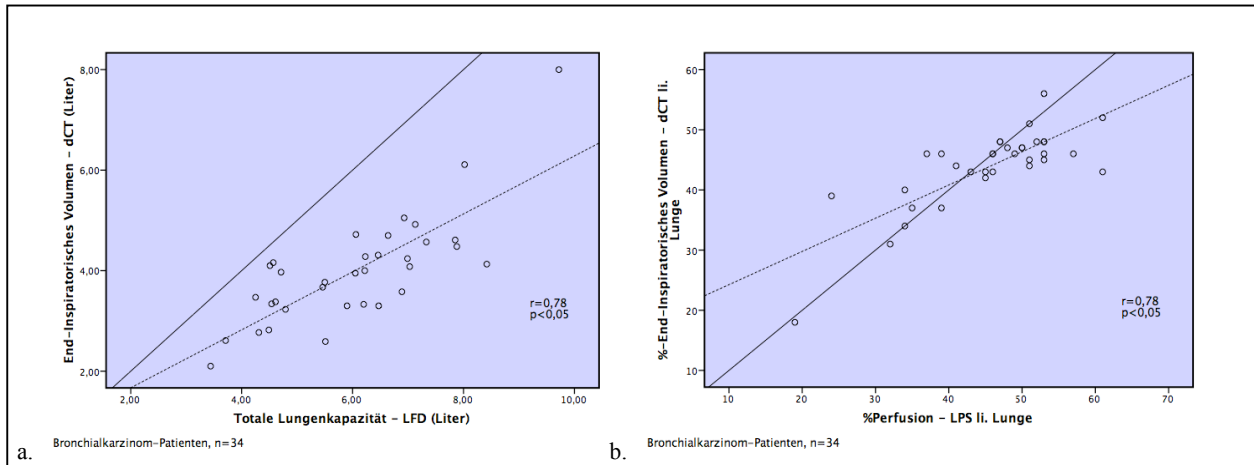 End-Inspiratorisches Volumen – dCT (Liter)
8,00
6,00
4,00
2,00
r=0,78
p<0,05
2,00 4,00 6,00 8,00 10,00
Totale Lungenkapazität – LFD (Liter)
a. Bronchialkarzinom-Patienten, n=34
%-End-Inspiratorisches Volumen – dCT li.
Lunge
60
50
40
30
20
10
r=0,78
p<0,05
10 20 30 40 50 60 70
%Perfusion – LPS li. Lunge
b. Bronchialkarzinom-Patienten, n=34